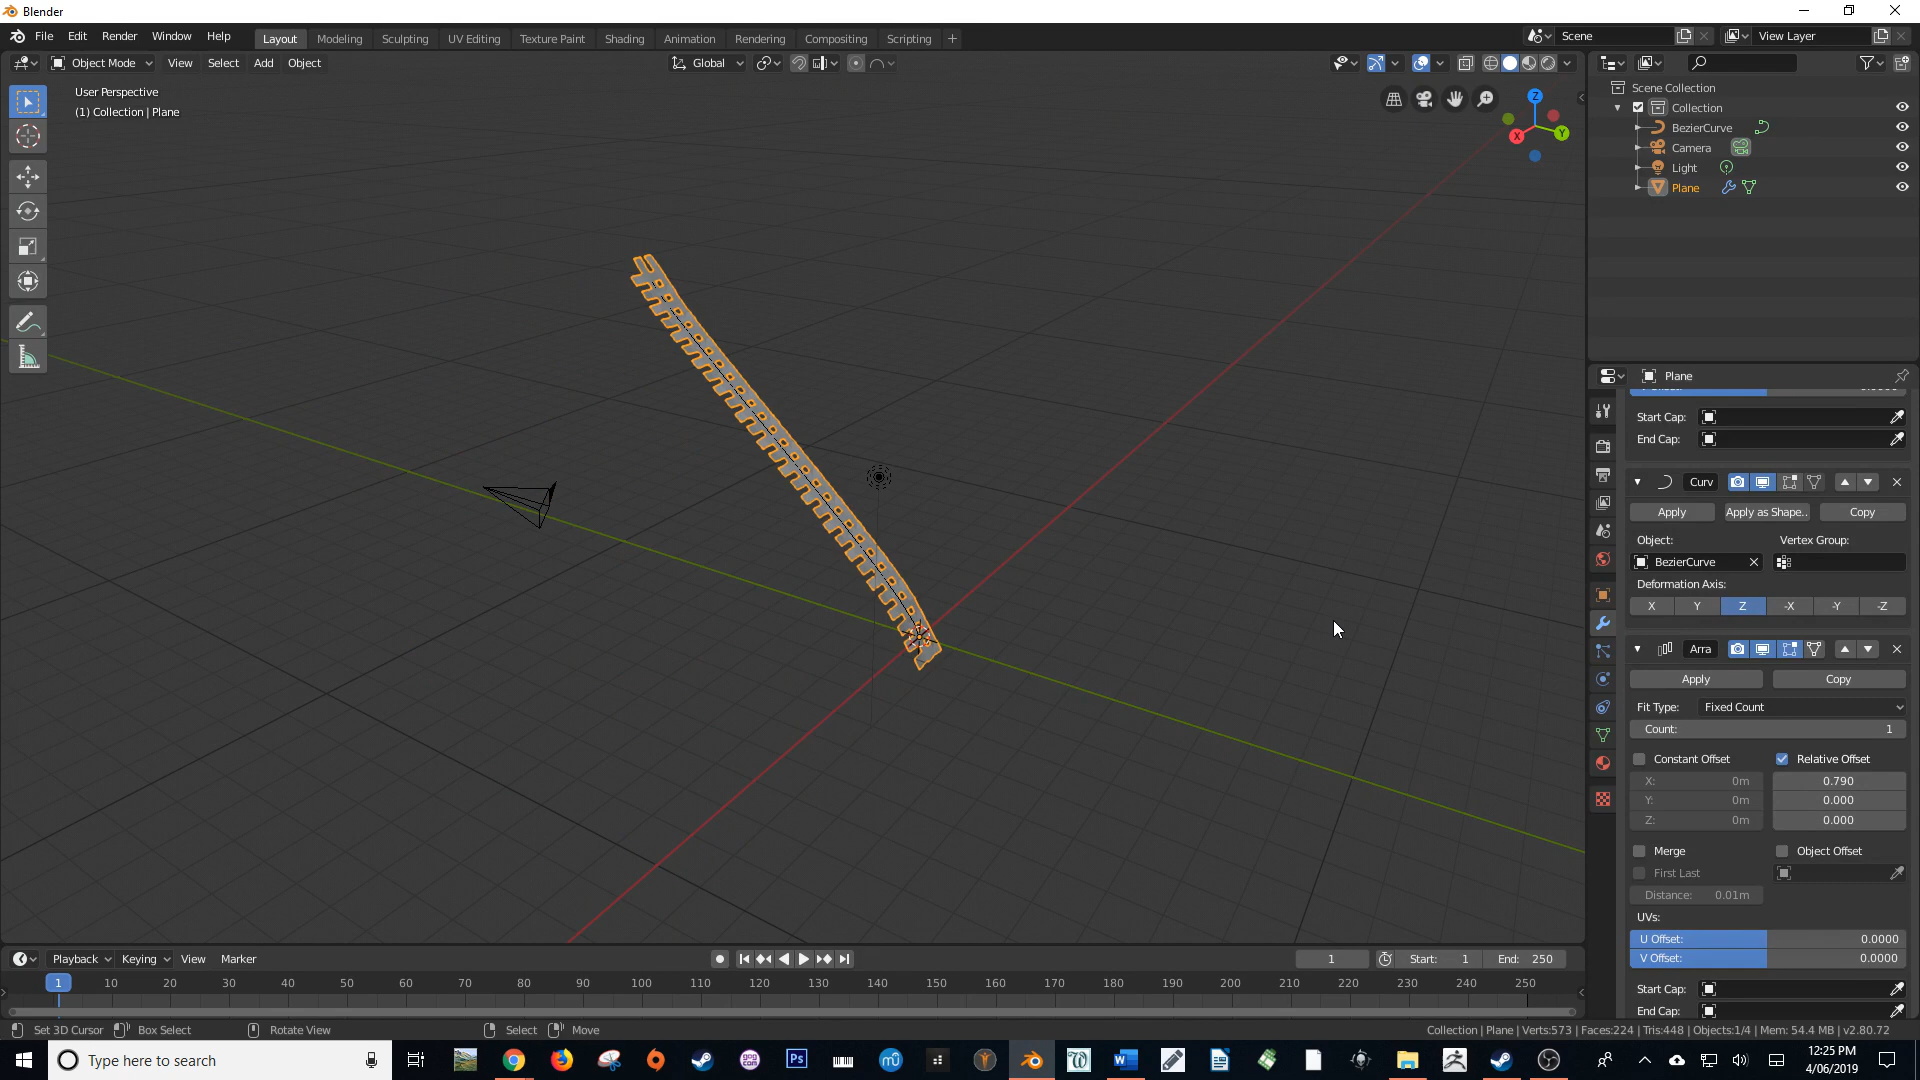 Blender
File Edit Render Window Help
Layout Modeling Sculpting UV Editing Texture Paint Shading Animation Rendering Compositing Scripting +
Scene
View Layer
Object Mode View Select Add Object
Global
User Perspective
(1) Collection | Plane
Z
X
Y
Scene Collection
Collection
BezierCurve
Camera
Light
Plane
Plane
Start Cap:
End Cap:
Curv
Apply Apply as Shape.. Copy
Object: Vertex Group:
BezierCurve
Deformation Axis:
X Y Z -X -Y -Z
Arra
Apply Copy
Fit Type: Fixed Count
Count: 1
Constant Offset Relative Offset
X: 0m 0.790
Y: 0m 0.000
Z: 0m 0.000
Merge Object Offset
First Last
Distance: 0.01m
UVs:
U Offset: 0.0000
V Offset: 0.0000
Start Cap:
End Cap:
Playback Keying View Marker
1 Start: 1 End: 250
1 10 20 30 40 50 60 70 80 90 100 110 120 130 140 150 160 170 180 190 200 210 220 230 240 250
Set 3D Cursor Box Select Rotate View Select Move
Collection | Plane | Verts:573 | Faces:224 | Tris:448 | Objects:1/4 | Mem: 54.4 MB | v2.80.72
Type here to search
12:25 PM
4/06/2019